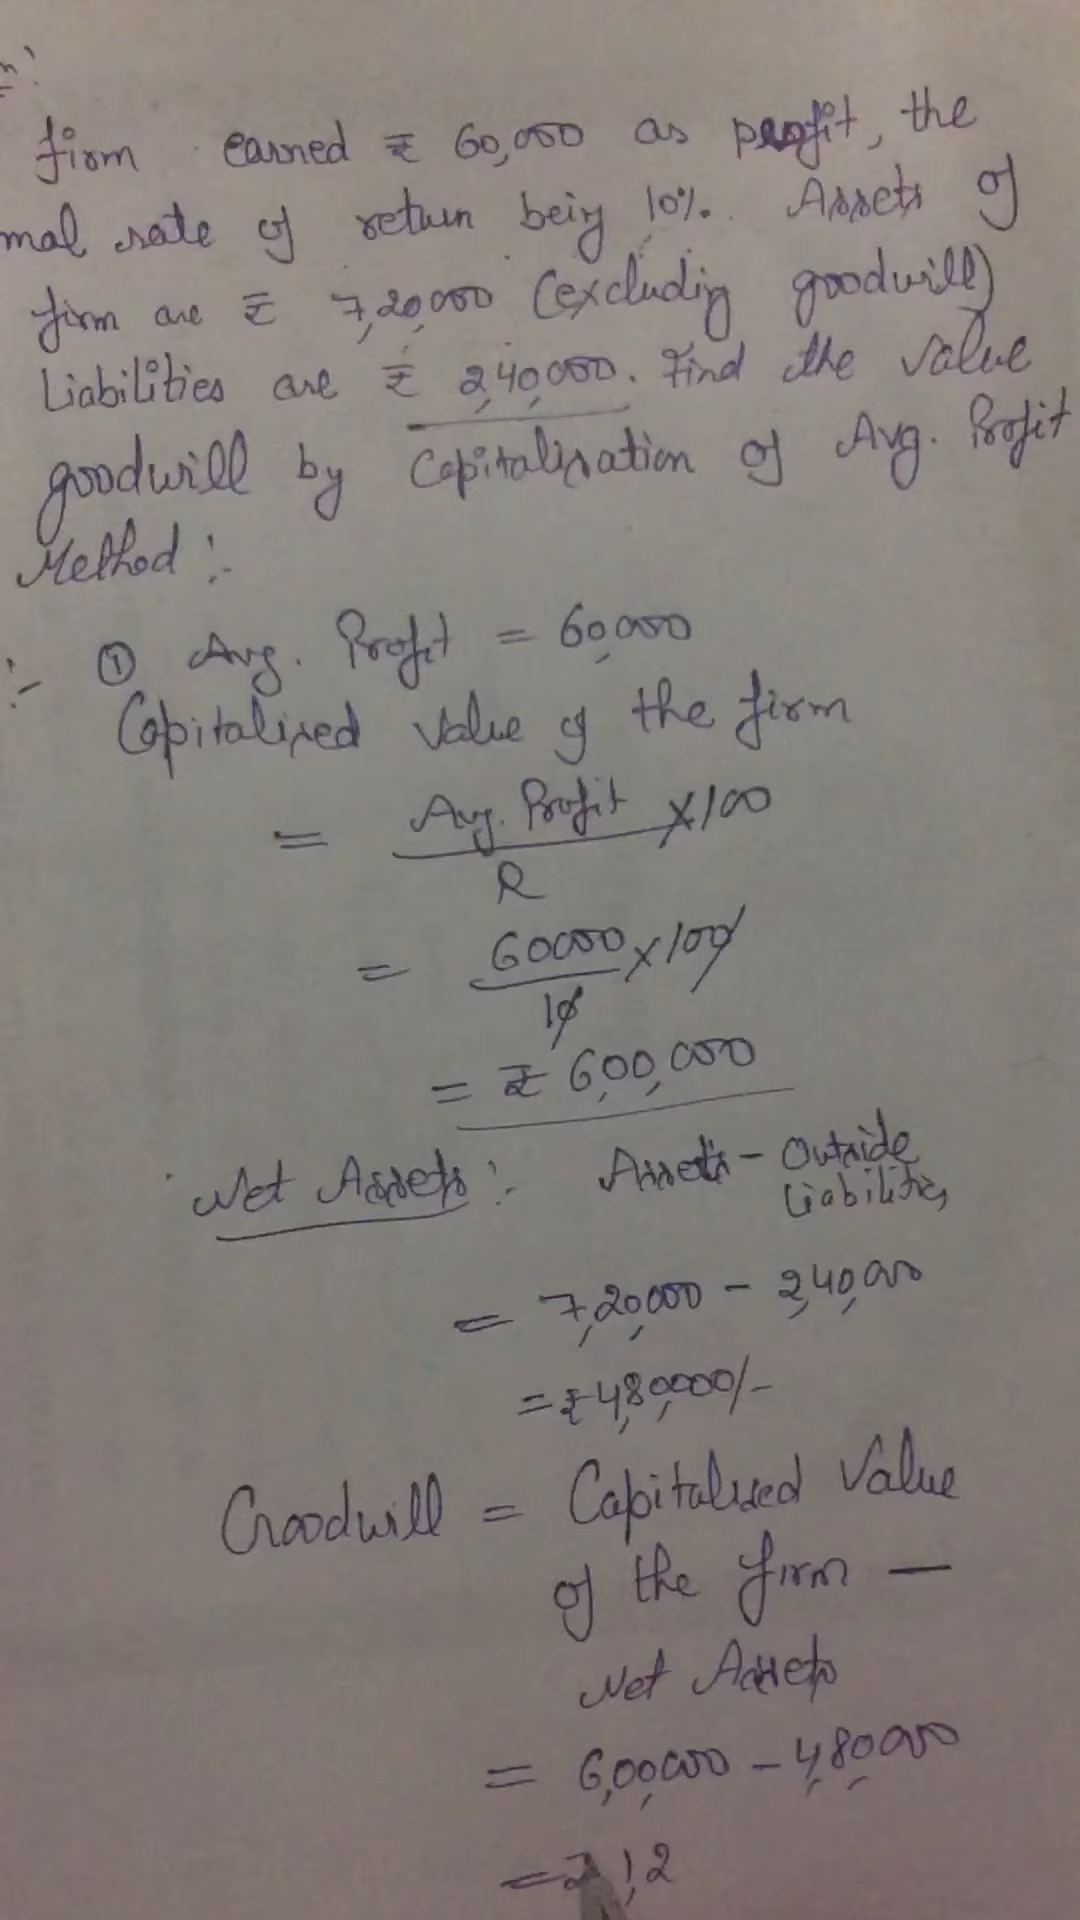 firm earned ₹ 60,000 as profit, the
mal rate of return being 10%. Assets of
firm are ₹ 7,20,000 (excluding goodwill)
Liabilities are ₹ 2,40,000. Find the value
goodwill by Capitalisation of Avg. Profit
Method :-
:- ① Avg. Profit = 60,000
Capitalised Value of the firm
= Avg. Profit / R × 100
= 60000 / 10 × 100
= ₹ 6,00,000
Net Assets :- Assets - Outside Liabilities
= 7,20,000 - 2,40,000
= ₹ 4,80,000/-
Goodwill = Capitalised Value
of the firm —
Net Assets
= 6,00,000 - 4,80,000
= ₹ 1,2